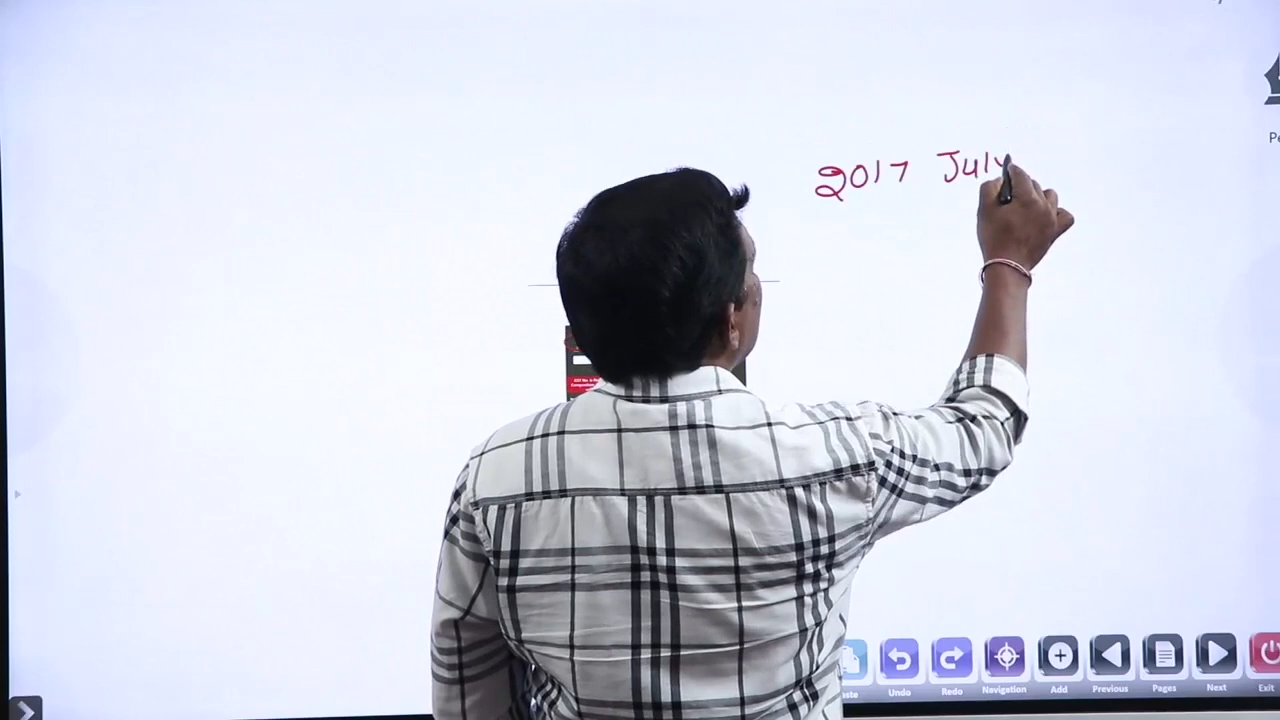 2017 July
Undo
Redo
Navigation
Add
Previous
Pages
Next
Exit